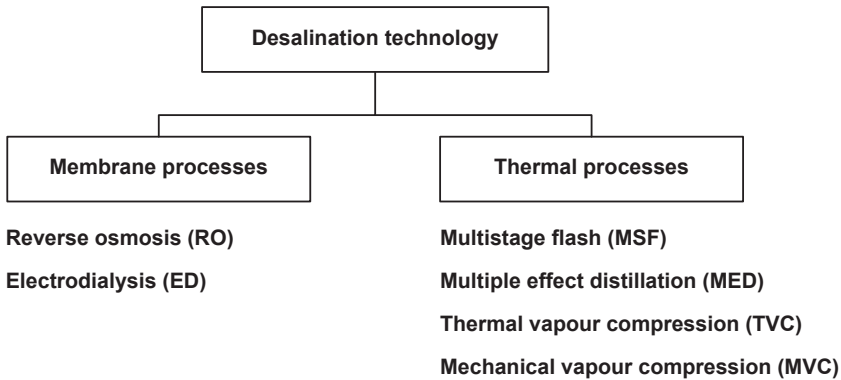 Desalination technology
Membrane processes
Thermal processes
Reverse osmosis (RO)
Electrodialysis (ED)
Multistage flash (MSF)
Multiple effect distillation (MED)
Thermal vapour compression (TVC)
Mechanical vapour compression (MVC)